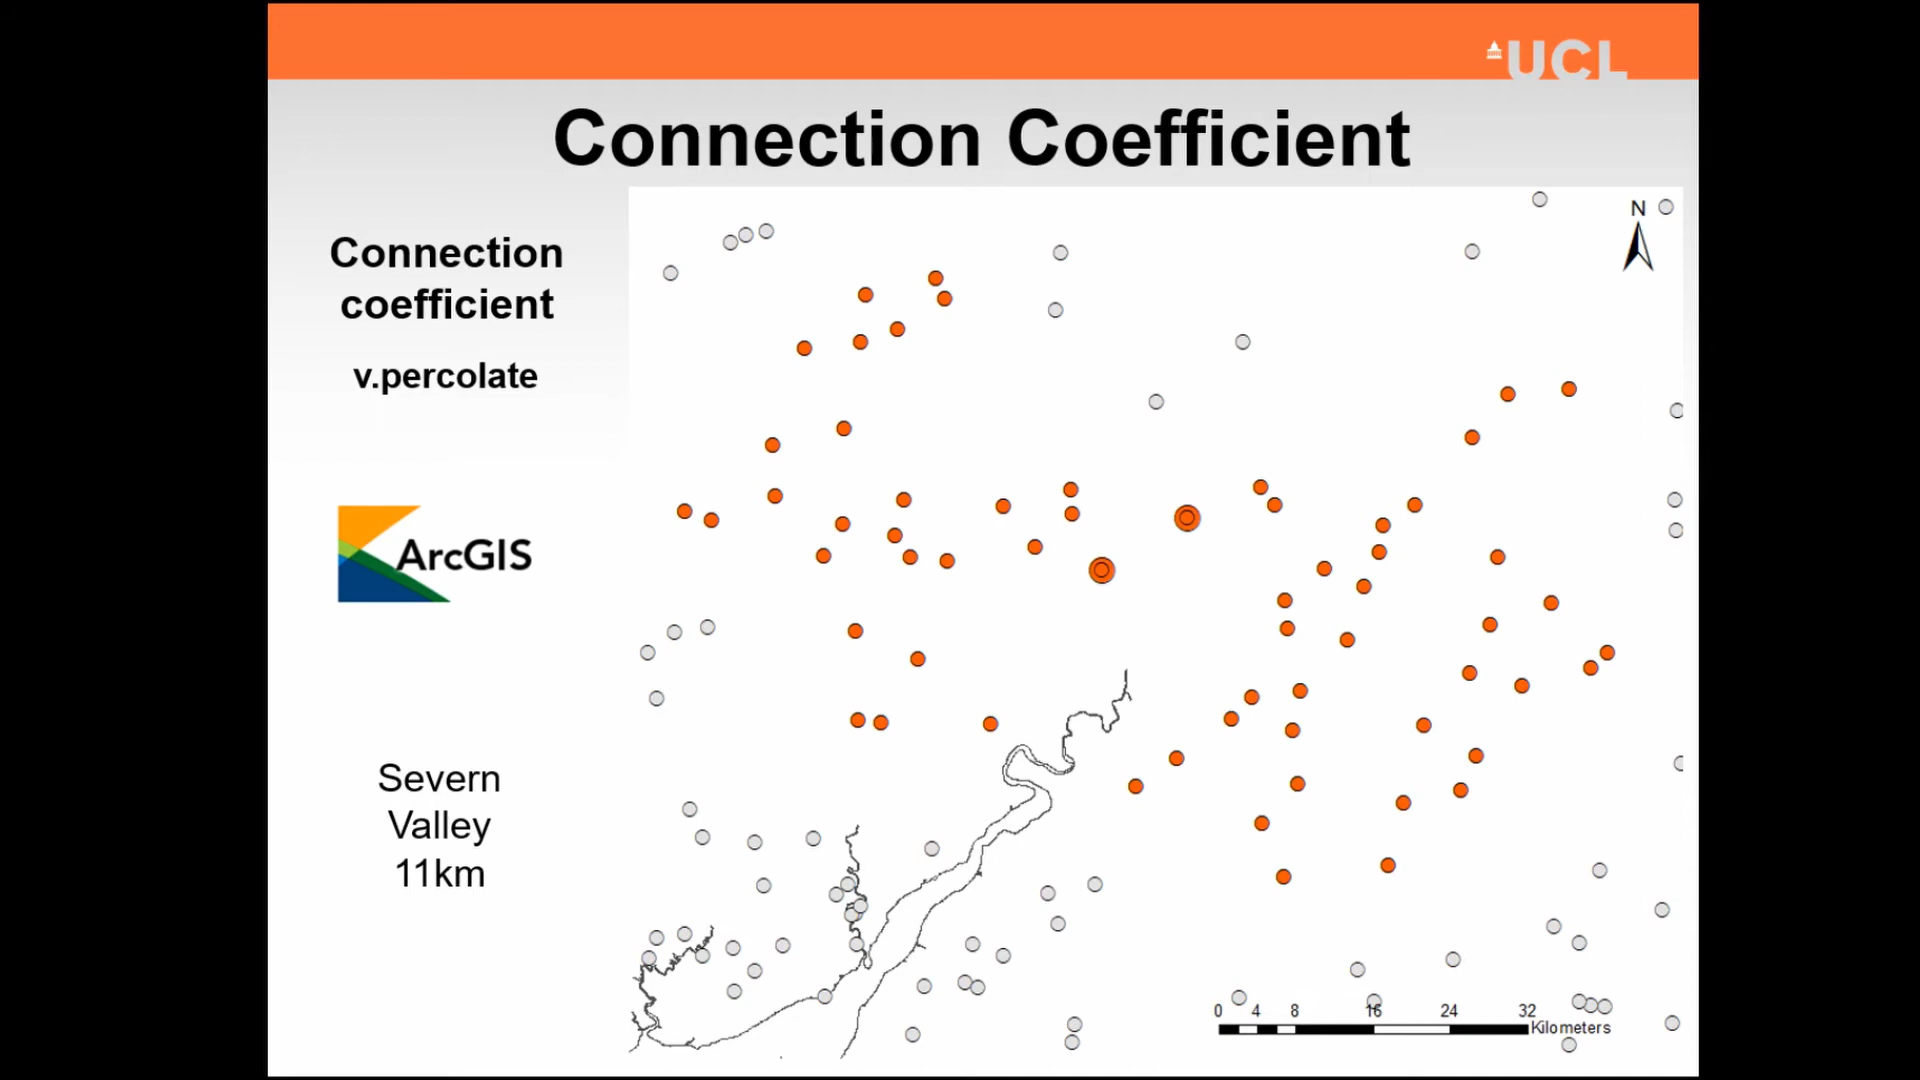 UCL
Connection Coefficient
Connection
coefficient
v.percolate
ArcGIS
Severn
Valley
11km
N
0 4 8 16 24 32
Kilometers